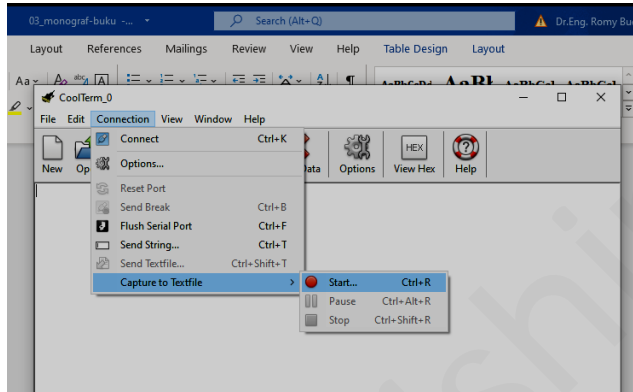 03_monograf-buku -...
Search (Alt+Q)
Dr.Eng. Romy Bu
Layout References Mailings Review View Help Table Design Layout
Aa
CoolTerm_0
File Edit Connection View Window Help
New Op Data Options View Hex Help
HEX
Connect Ctrl+K
Options...
Reset Port
Send Break Ctrl+B
Flush Serial Port Ctrl+F
Send String... Ctrl+T
Send Textfile... Ctrl+Shift+T
Capture to Textfile
Start... Ctrl+R
Pause Ctrl+Alt+R
Stop Ctrl+Shift+R